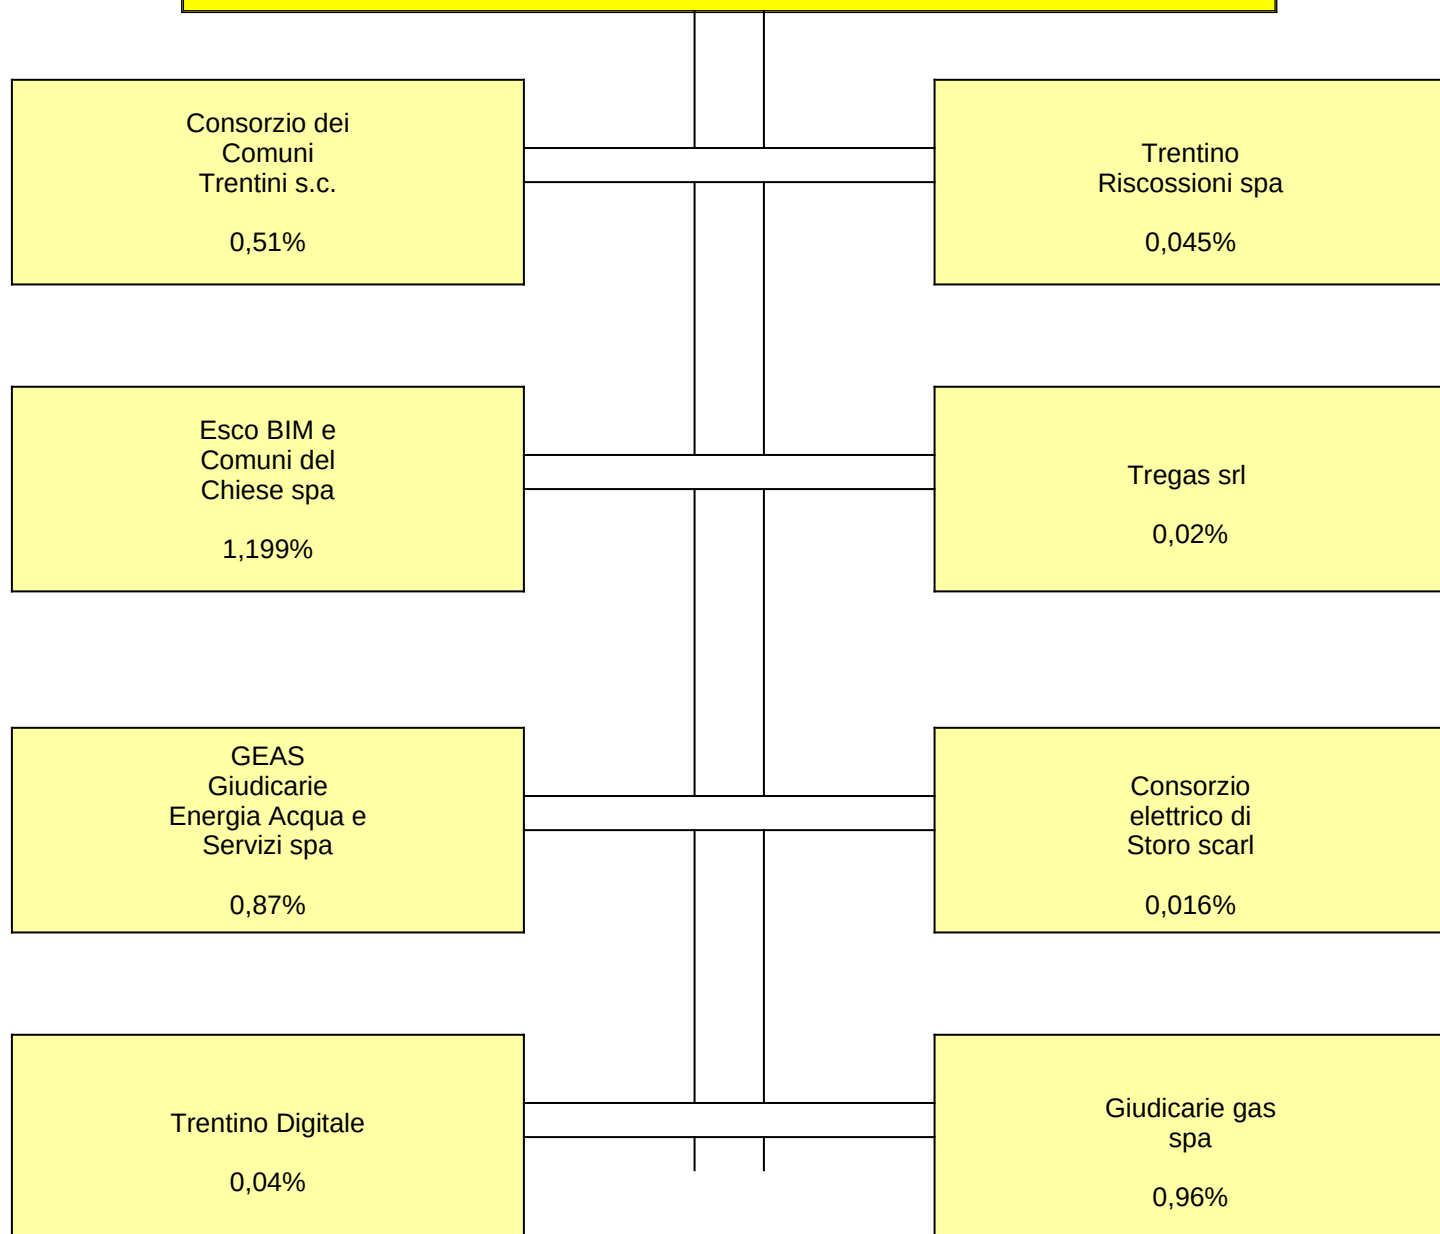 Consorzio dei
Comuni
Trentini s.c.
0,51%
Trentino
Riscossioni spa
0,045%
Esco BIM e
Comuni del
Chiese spa
1,199%
Tregas srl
0,02%
GEAS
Giudicarie
Energia Acqua e
Servizi spa
0,87%
Consorzio
elettrico di
Storo scarl
0,016%
Trentino Digitale
0,04%
Giudicarie gas
spa
0,96%